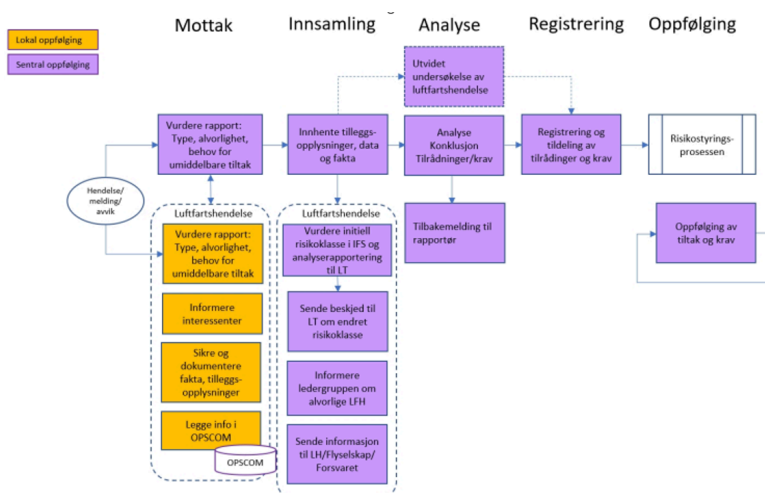 Mottak
Innsamling
Analyse
Registrering
Oppfølging
Lokal oppfølging
Sentral oppfølging
Utvidet
undersøkelse av
luftfartshendelse
Vurdere rapport:
Type, alvorlighet,
behov for
umiddelbare tiltak
Innhente tilleggs-
opplysninger, data
og fakta
Analyse
Konklusjon
Tilrådninger/krav
Registrering og
tildeling av
tilrådinger og krav
Risikostyrings-
prosessen
Hendelse/
melding/
avvik
Luftfartshendelse
Vurdere rapport:
Type, alvorlighet,
behov for
umiddelbare tiltak
Informere
interessenter
Sikre og
dokumentere
fakta, tilleggs-
opplysninger
Legge info i
OPSCOM
OPSCOM
Luftfartshendelse
Vurdere initiell
risikoklasse i IFS og
analyserapportering
til LT
Sende beskjed til
LT om endret
risikoklasse
Informere
ledergruppen om
alvorlige LFH
Sende informasjon
til LH/Flyselskap/
Forsvaret
Tilbakemelding til
rapportør
Oppfølging av
tiltak og krav